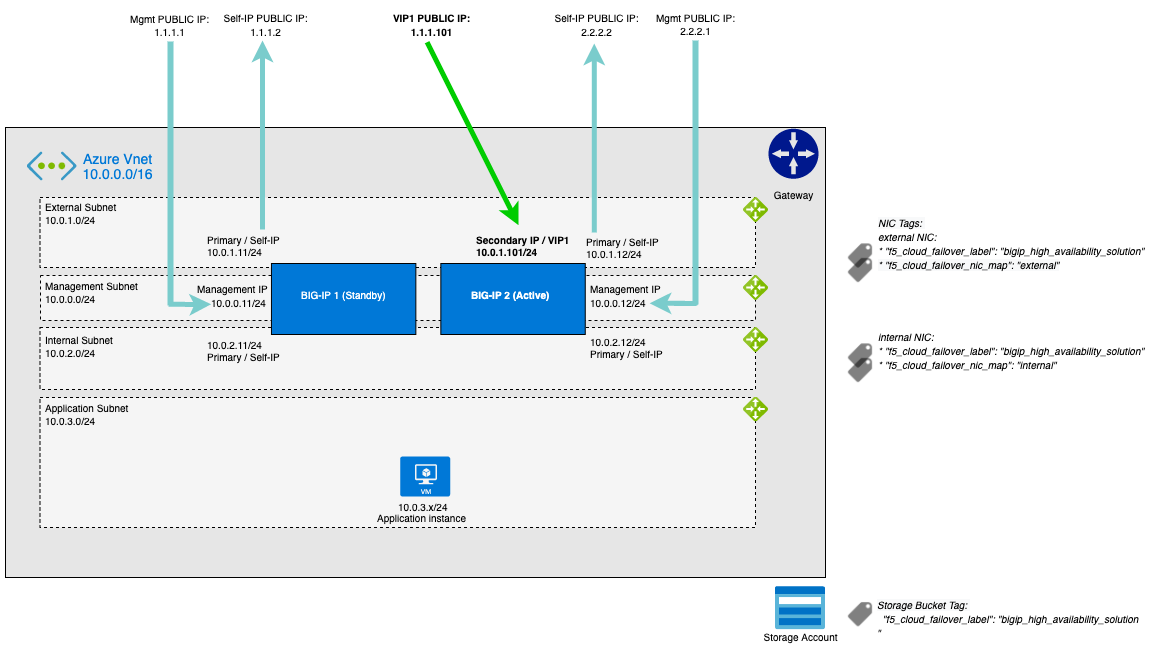 Mgmt PUBLIC IP:
1.1.1.1
Self-IP PUBLIC IP:
1.1.1.2
VIP1 PUBLIC IP:
1.1.1.101
Self-IP PUBLIC IP:
2.2.2.2
Mgmt PUBLIC IP:
2.2.2.1
Azure Vnet
10.0.0.0/16
Gateway
External Subnet
10.0.1.0/24
Primary / Self-IP
10.0.1.11/24
Secondary IP / VIP1
10.0.1.101/24
Primary / Self-IP
10.0.1.12/24
Management Subnet
10.0.0.0/24
Management IP
10.0.0.11/24
BIG-IP 1 (Standby)
BIG-IP 2 (Active)
Management IP
10.0.0.12/24
Internal Subnet
10.0.2.0/24
10.0.2.11/24
Primary / Self-IP
10.0.2.12/24
Primary / Self-IP
Application Subnet
10.0.3.0/24
VM
10.0.3.x/24
Application instance
NIC Tags:
external NIC:
* "f5_cloud_failover_label": "bigip_high_availability_solution"
* "f5_cloud_failover_nic_map": "external"
internal NIC:
* "f5_cloud_failover_label": "bigip_high_availability_solution"
* "f5_cloud_failover_nic_map": "internal"
Storage Account
Storage Bucket Tag:
"f5_cloud_failover_label": "bigip_high_availability_solution
"